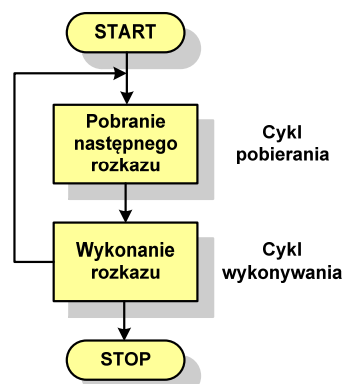 START
Pobranie
następnego
rozkazu
Cykl
pobierania
Wykonanie
rozkazu
Cykl
wykonywania
STOP